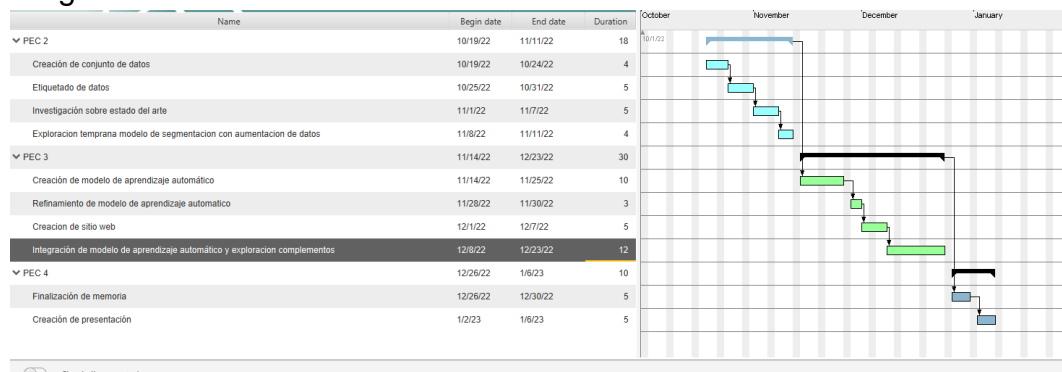 Name Begin date End date Duration October November December January
PEC 2 10/19/22 11/11/22 18 10/1/22
Creación de conjunto de datos 10/19/22 10/24/22 4
Etiquetado de datos 10/25/22 10/31/22 5
Investigación sobre estado del arte 11/1/22 11/7/22 5
Exploracion temprana modelo de segmentacion con aumentacion de datos 11/8/22 11/11/22 4
PEC 3 11/14/22 12/23/22 30
Creación de modelo de aprendizaje automático 11/14/22 11/25/22 10
Refinamiento de modelo de aprendizaje automatico 11/28/22 11/30/22 3
Creacion de sitio web 12/1/22 12/7/22 5
Integración de modelo de aprendizaje automático y exploracion complementos 12/8/22 12/23/22 12
PEC 4 12/26/22 1/6/23 10
Finalización de memoria 12/26/22 12/30/22 5
Creación de presentación 1/2/23 1/6/23 5